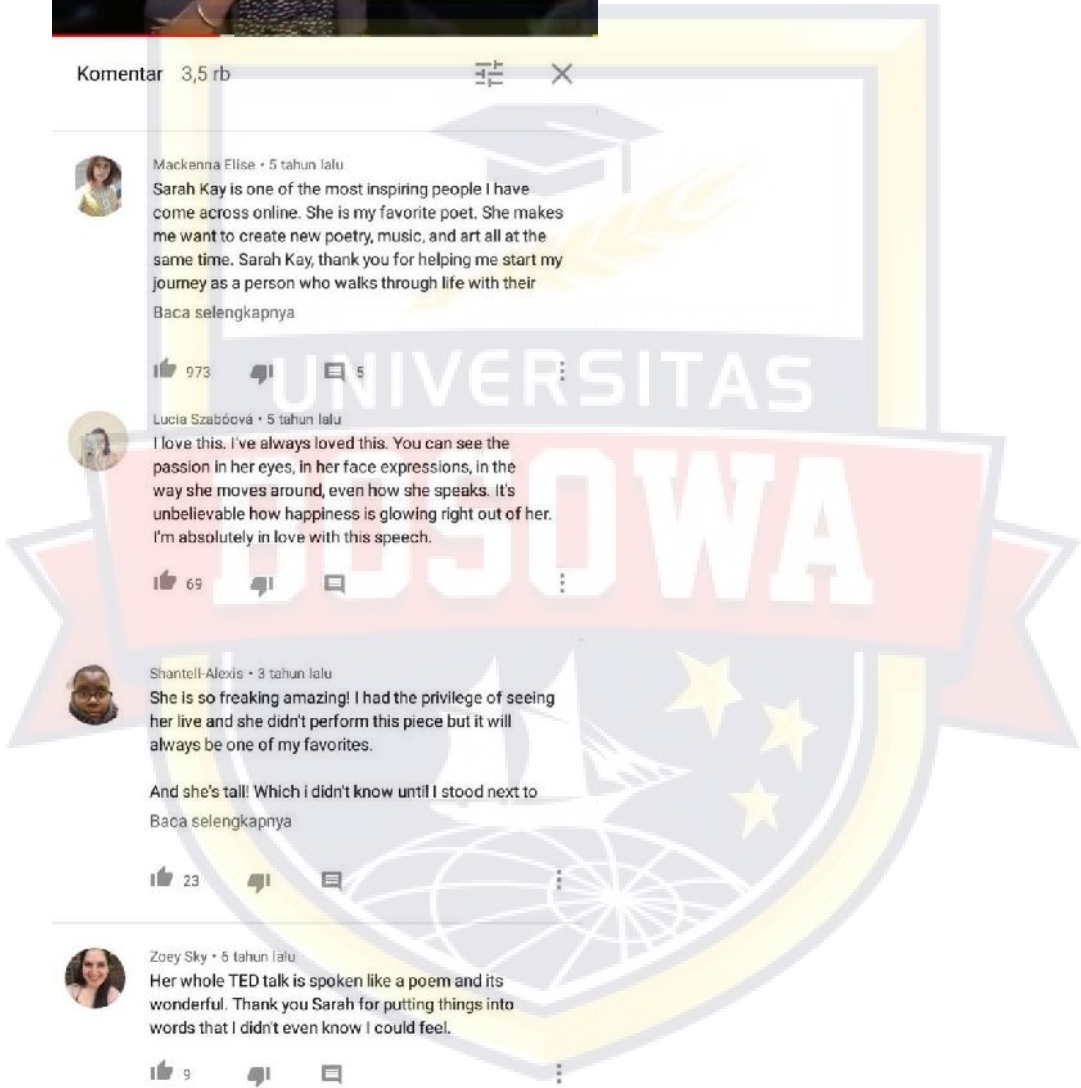 Komentar 3,5 rb
Mackenna Elise • 5 tahun lalu
Sarah Kay is one of the most inspiring people I have
come across online. She is my favorite poet. She makes
me want to create new poetry, music, and art all at the
same time. Sarah Kay, thank you for helping me start my
journey as a person who walks through life with their
Baca selengkapnya
973 5
UNIVERSITAS
Lucia Szabóová • 5 tahun lalu
I love this. I've always loved this. You can see the
passion in her eyes, in her face expressions, in the
way she moves around, even how she speaks. It's
unbelievable how happiness is glowing right out of her.
I'm absolutely in love with this speech.
BOSOWA
69
Shantell-Alexis • 3 tahun lalu
She is so freaking amazing! I had the privilege of seeing
her live and she didn't perform this piece but it will
always be one of my favorites.
And she's tall! Which i didn't know until I stood next to
Baca selengkapnya
23
Zoey Sky • 6 tahun lalu
Her whole TED talk is spoken like a poem and its
wonderful. Thank you Sarah for putting things into
words that I didn't even know I could feel.
9